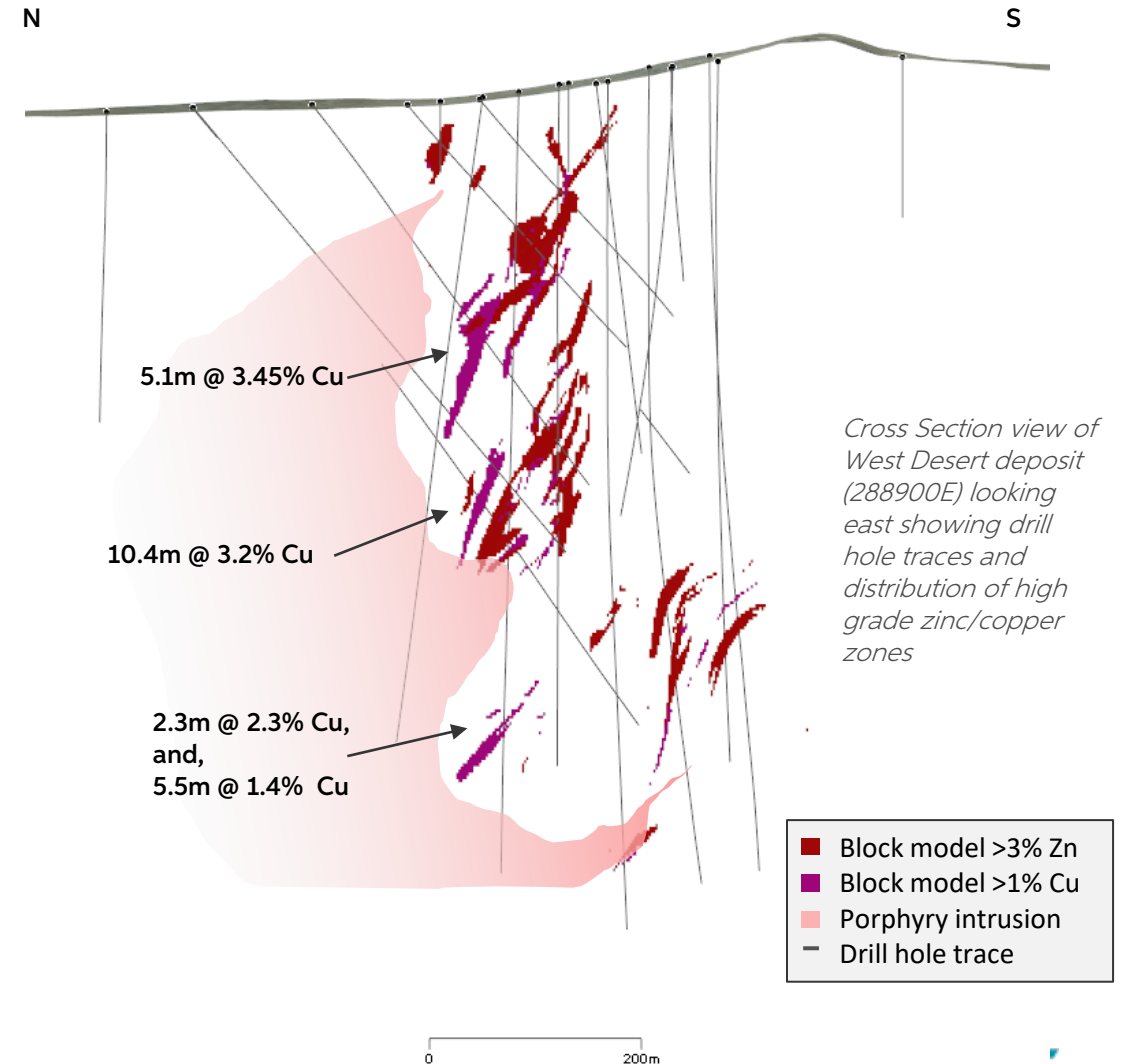 N
S
5.1m @ 3.45% Cu
10.4m @ 3.2% Cu
2.3m @ 2.3% Cu,
and,
5.5m @ 1.4% Cu
Cross Section view of
West Desert deposit
(288900E) looking
east showing drill
hole traces and
distribution of high
grade zinc/copper
zones
Block model >3% Zn
Block model >1% Cu
Porphyry intrusion
Drill hole trace
0 200m